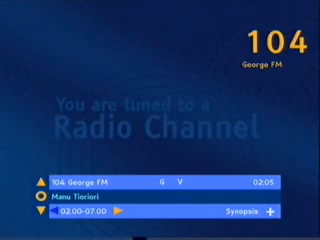 104
George FM
You are tuned to a
Radio Channel
104 George FM G V 02:05
Manu Tioriori
02.00-07.00 Synopsis +